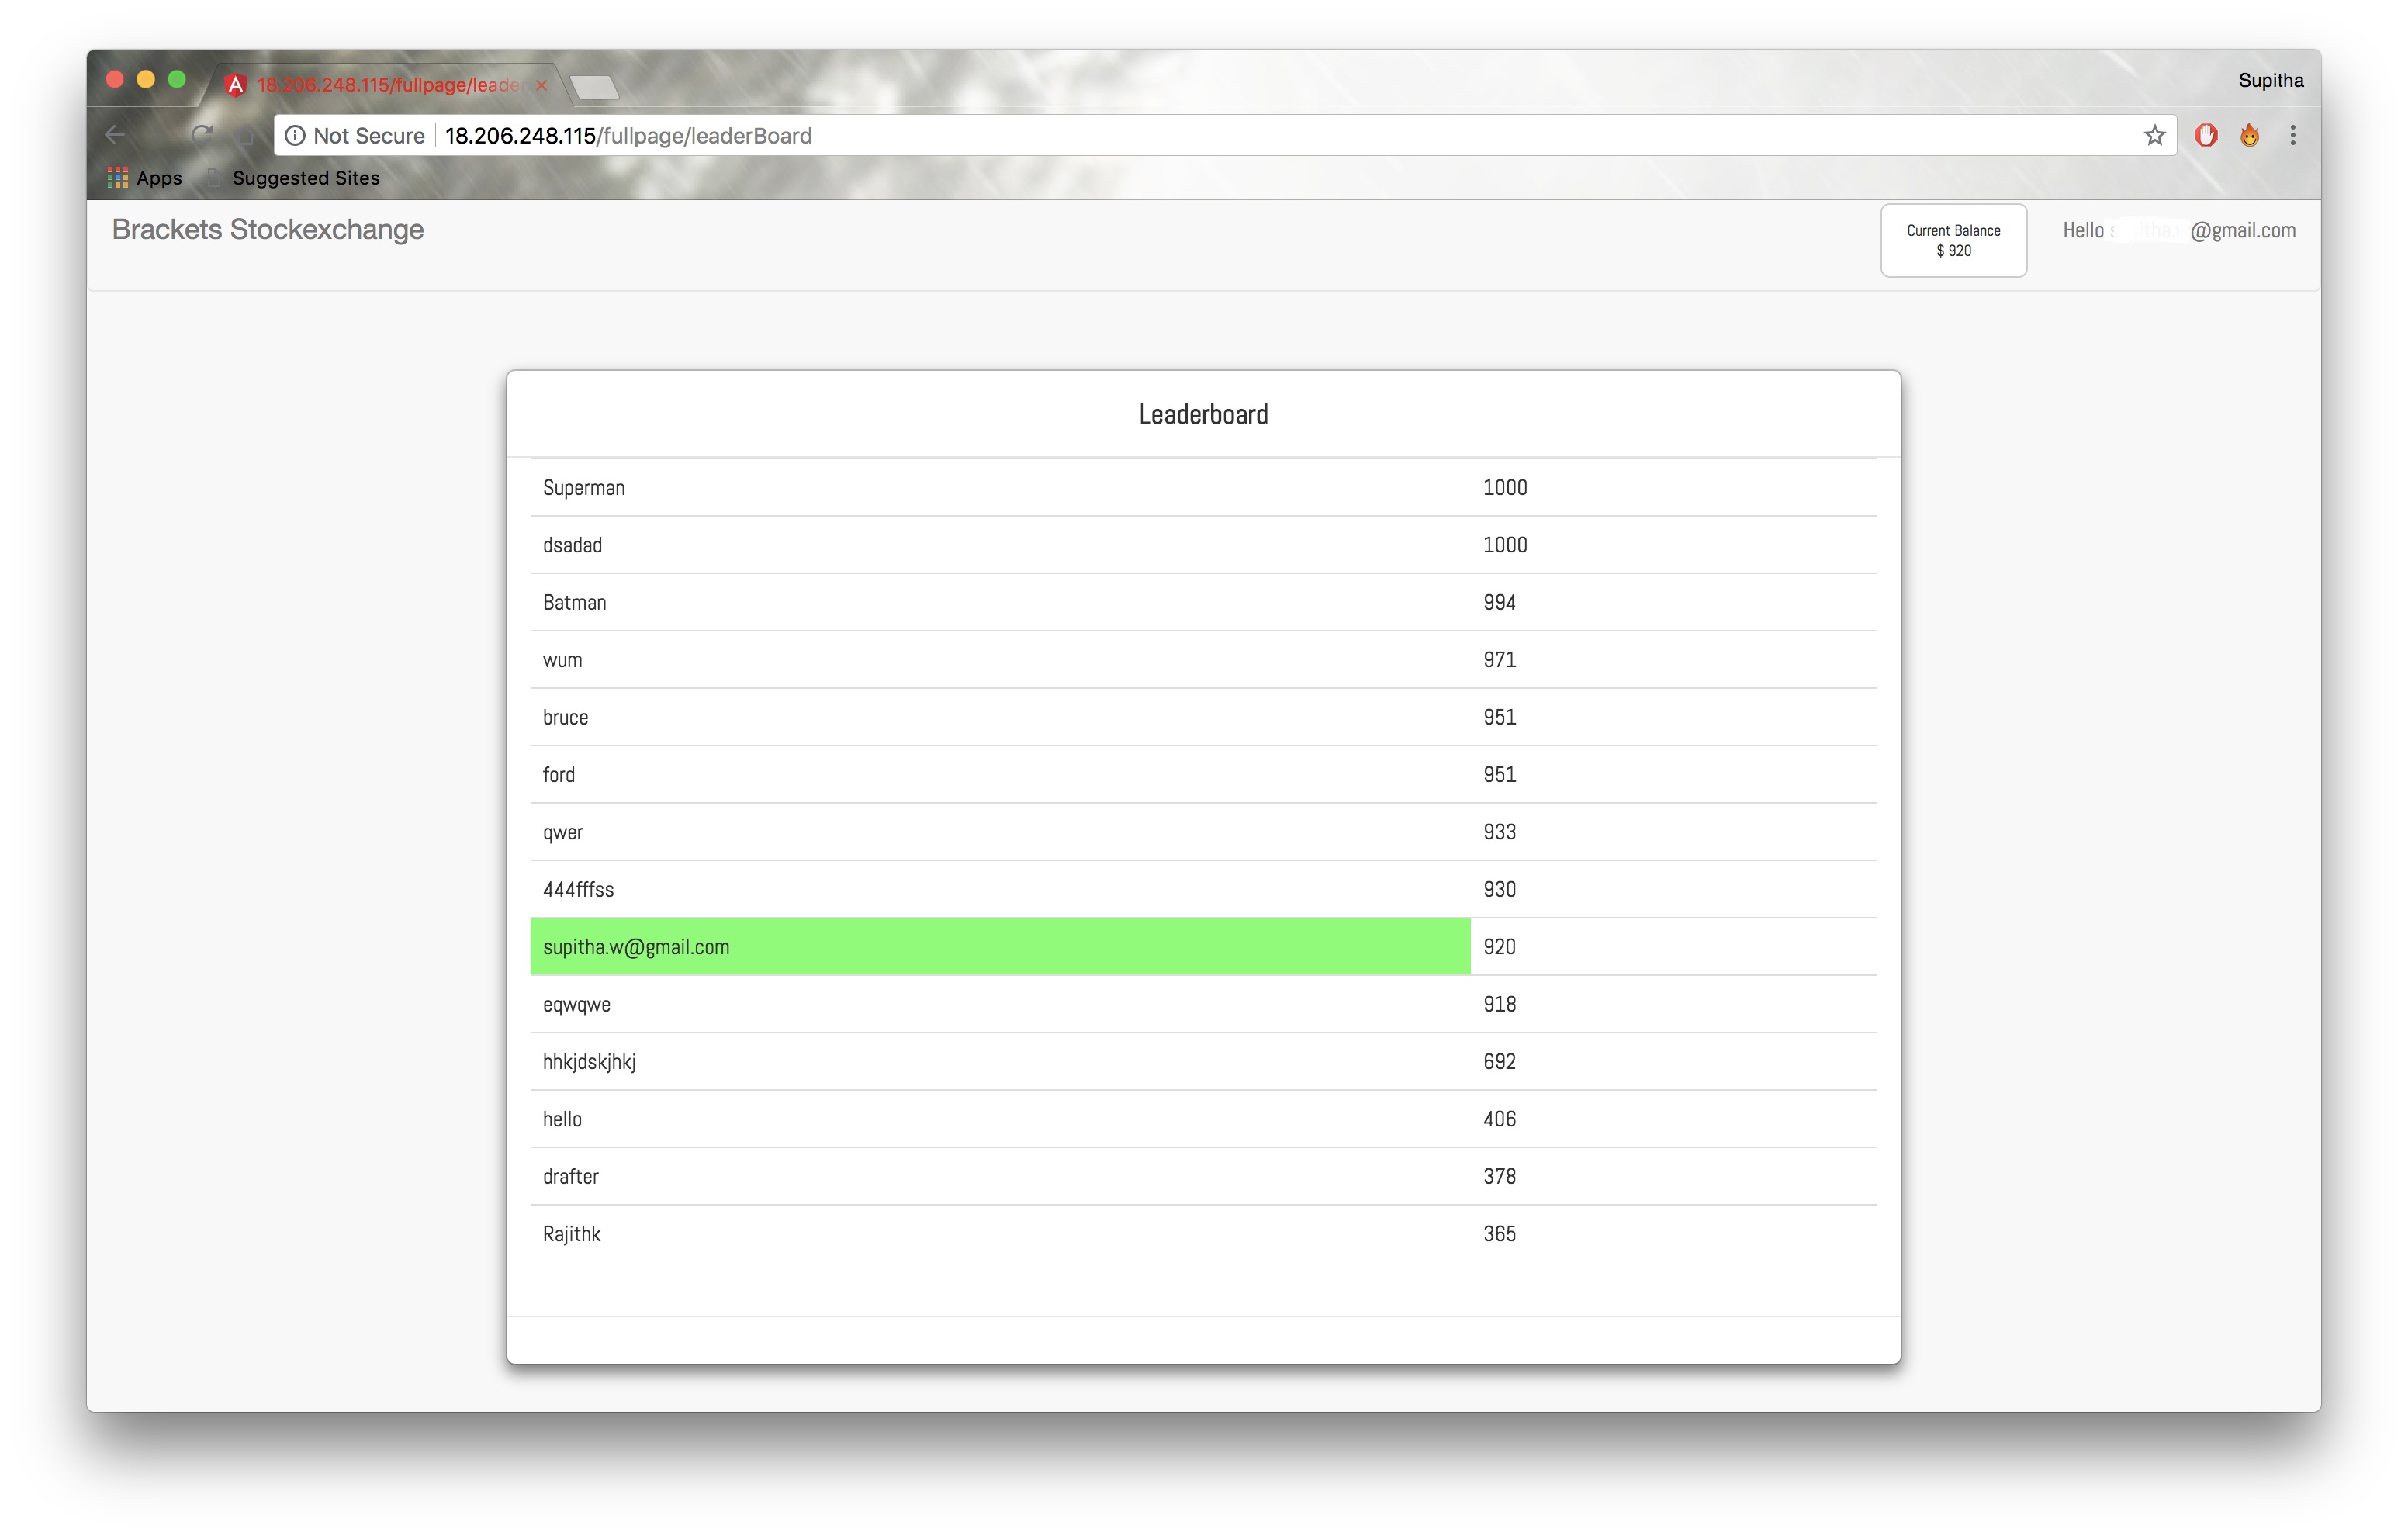 18.206.248.115/fullpage/leade
Supitha
Not Secure 18.206.248.115/fullpage/leaderBoard
Apps Suggested Sites
Brackets Stockexchange
Current Balance
$ 920
Hello @gmail.com
Leaderboard
Superman 1000
dsadad 1000
Batman 994
wum 971
bruce 951
ford 951
qwer 933
444fffss 930
supitha.w@gmail.com 920
eqwqwe 918
hhkjdskjhkj 692
hello 406
drafter 378
Rajithk 365